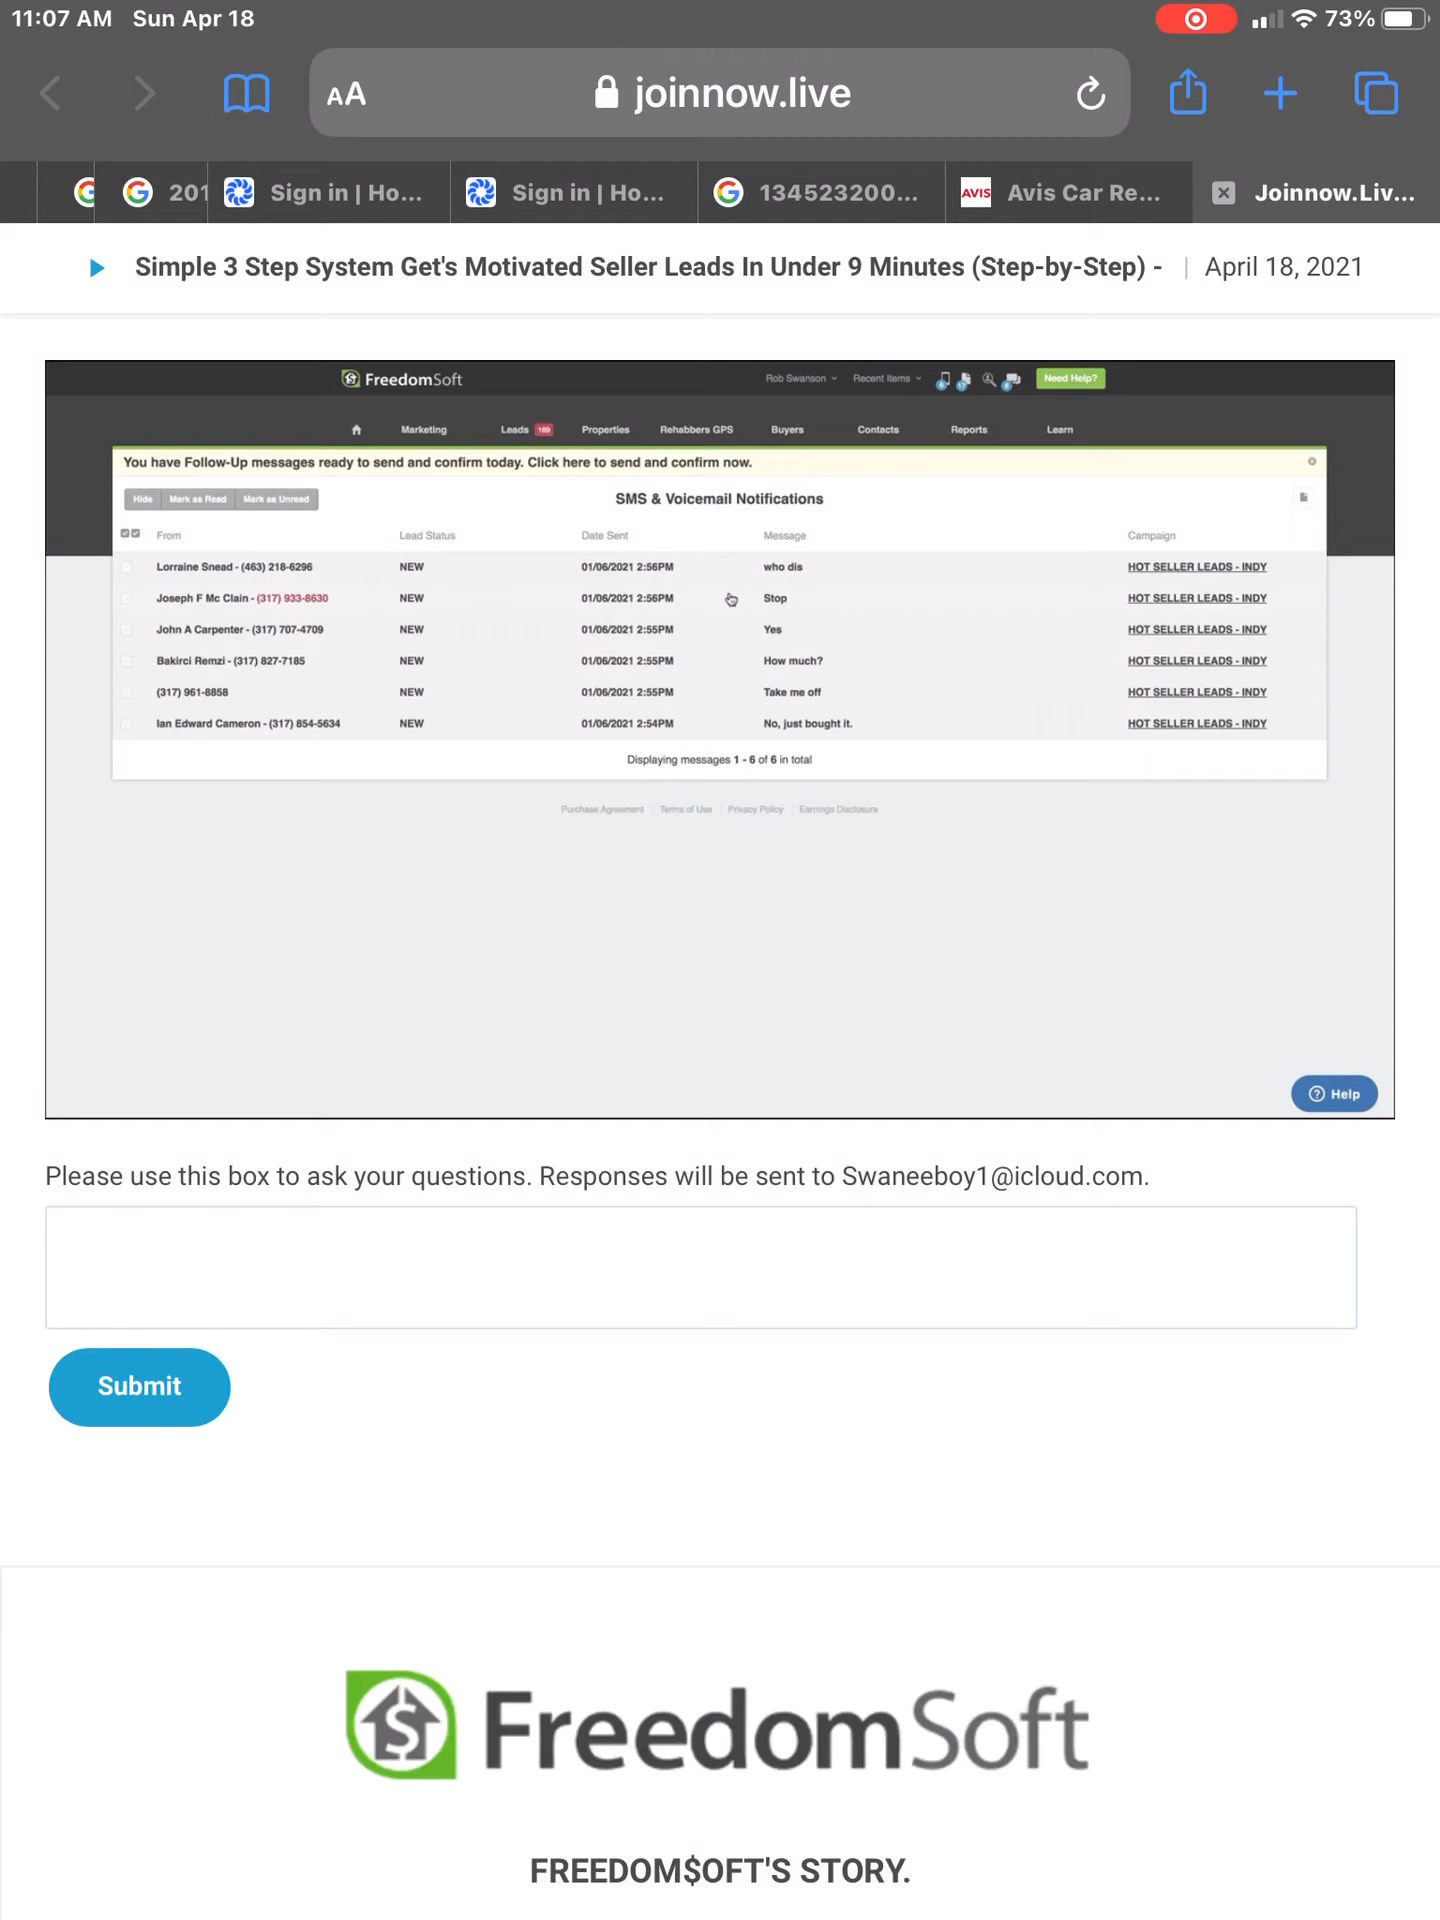 11:07 AM Sun Apr 18 73%
AA joinnow.live
201 Sign in | Ho... Sign in | Ho... 134523200... AVIS Avis Car Re... Joinnow.Liv...
Simple 3 Step System Get's Motivated Seller Leads In Under 9 Minutes (Step-by-Step) - | April 18, 2021
FreedomSoft Rob Swanson Recent Items Need Help?
Marketing Leads 169 Properties Rehabbers GPS Buyers Contacts Reports Learn
You have Follow-Up messages ready to send and confirm today. Click here to send and confirm now.
Hide Mark as Read Mark as Unread SMS & Voicemail Notifications
From Lead Status Date Sent Message Campaign
Lorraine Snead - (463) 218-6296 NEW 01/06/2021 2:56PM who dis HOT SELLER LEADS - INDY
Joseph F Mc Clain - (317) 933-8630 NEW 01/06/2021 2:56PM Stop HOT SELLER LEADS - INDY
John A Carpenter - (317) 707-4709 NEW 01/06/2021 2:55PM Yes HOT SELLER LEADS - INDY
Bakirci Remzi - (317) 827-7185 NEW 01/06/2021 2:55PM How much? HOT SELLER LEADS - INDY
(317) 961-8858 NEW 01/06/2021 2:55PM Take me off HOT SELLER LEADS - INDY
Ian Edward Cameron - (317) 854-5634 NEW 01/06/2021 2:54PM No, just bought it. HOT SELLER LEADS - INDY
Displaying messages 1 - 6 of 6 in total
Purchase Agreement | Terms of Use | Privacy Policy | Earnings Disclosure
Help
Please use this box to ask your questions. Responses will be sent to Swaneeboy1@icloud.com.
Submit
FreedomSoft
FREEDOM$OFT'S STORY.